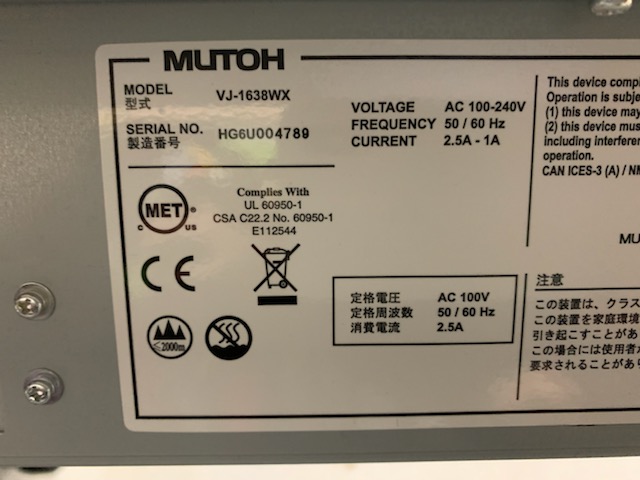 MUTOH
MODEL
型式
VJ-1638WX
SERIAL NO.
製造番号
HG6U004789
VOLTAGE AC 100-240V
FREQUENCY 50 / 60 Hz
CURRENT 2.5A - 1A
MET
C US
Complies With
UL 60950-1
CSA C22.2 No. 60950-1
E112544
CE
≤2000m
定格電圧 AC 100V
定格周波数 50 / 60 Hz
消費電流 2.5A
This device compl
Operation is subje
(1) this device may
(2) this device must
including interferen
operation.
CAN ICES-3 (A) / NM
MU
注意
この装置は、クラス
この装置を家庭環境
引き起こすことがあ
この場合には使用者が
要求されることがあり